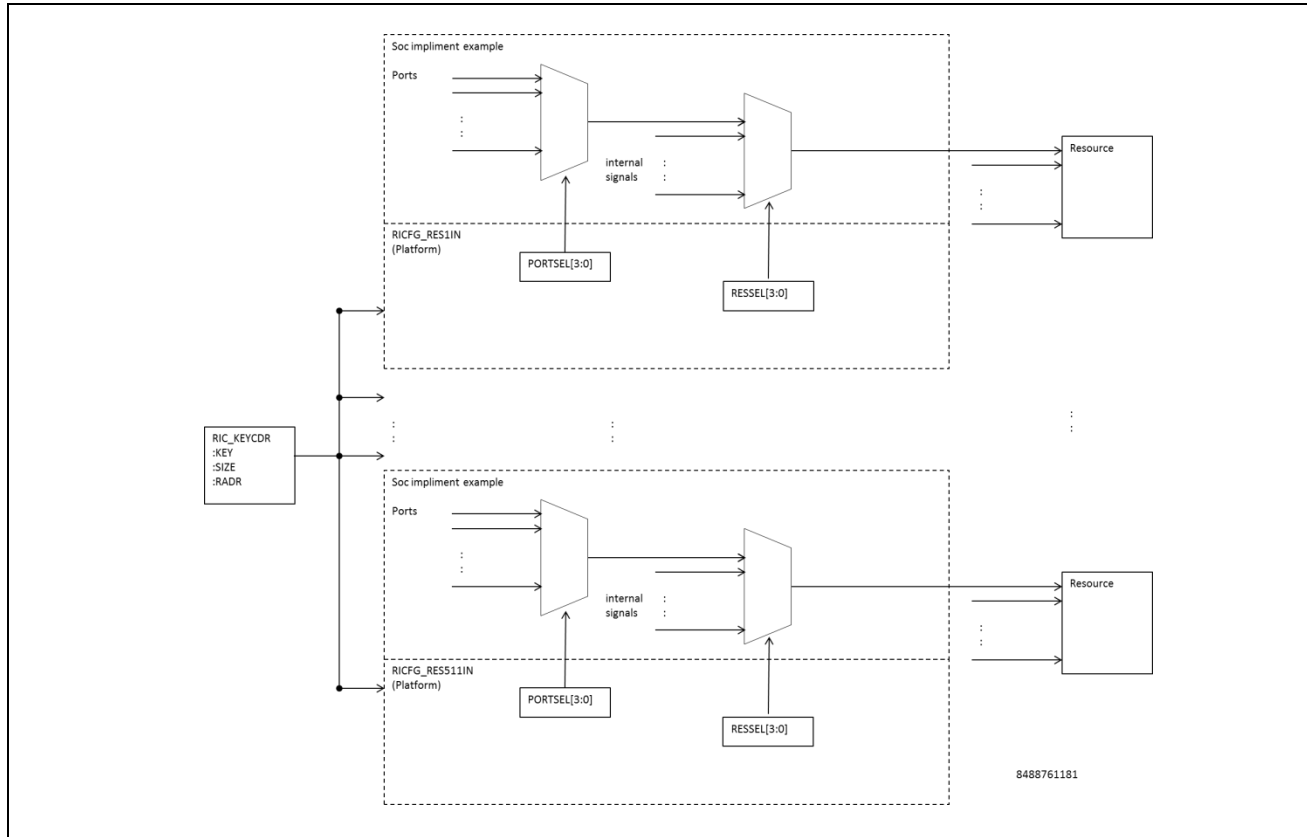 Soc impliment example
Ports
:
:
internal
signals
:
:
Resource
:
:
RICFG_RES1IN
(Platform)
PORTSEL[3:0]
RESSEL[3:0]
:
:
:
:
:
:
RIC_KEYCDR
:KEY
:SIZE
:RADR
Soc impliment example
Ports
:
:
internal
signals
:
:
Resource
:
:
RICFG_RES511IN
(Platform)
PORTSEL[3:0]
RESSEL[3:0]
8488761181